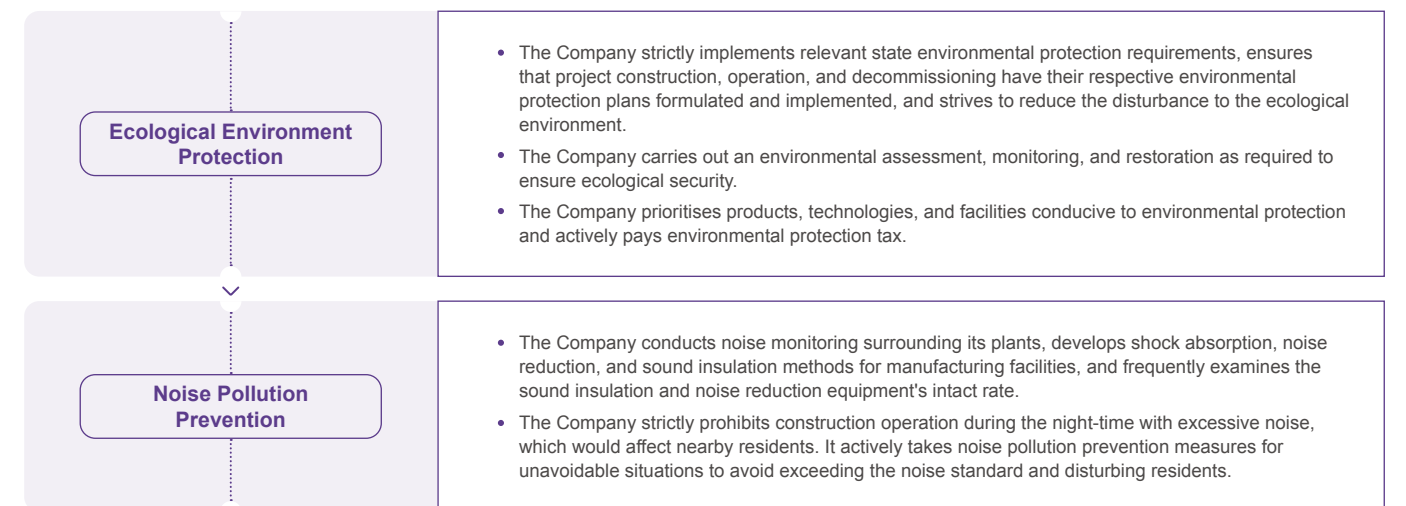 Ecological Environment
Protection
• The Company strictly implements relevant state environmental protection requirements, ensures
that project construction, operation, and decommissioning have their respective environmental
protection plans formulated and implemented, and strives to reduce the disturbance to the ecological
environment.
• The Company carries out an environmental assessment, monitoring, and restoration as required to
ensure ecological security.
• The Company prioritises products, technologies, and facilities conducive to environmental protection
and actively pays environmental protection tax.
Noise Pollution
Prevention
• The Company conducts noise monitoring surrounding its plants, develops shock absorption, noise
reduction, and sound insulation methods for manufacturing facilities, and frequently examines the
sound insulation and noise reduction equipment's intact rate.
• The Company strictly prohibits construction operation during the night-time with excessive noise,
which would affect nearby residents. It actively takes noise pollution prevention measures for
unavoidable situations to avoid exceeding the noise standard and disturbing residents.